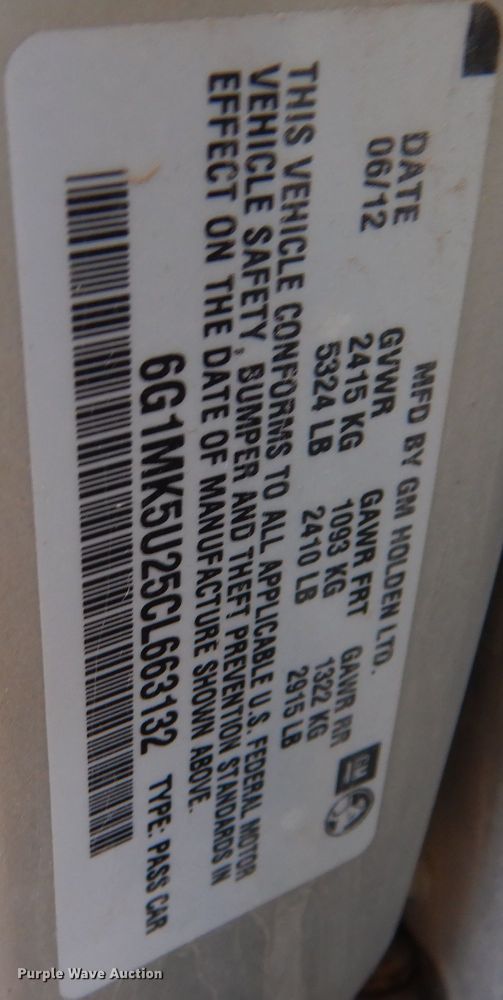 MFD BY GM HOLDEN LTD.
DATE GVWR GAWR FRT GAWR RR
06/12 2415 KG 1093 KG 1322 KG
5324 LB 2410 LB 2915 LB
THIS VEHICLE CONFORMS TO ALL APPLICABLE U.S. FEDERAL MOTOR
VEHICLE SAFETY, BUMPER AND THEFT PREVENTION STANDARDS IN
EFFECT ON THE DATE OF MANUFACTURE SHOWN ABOVE.
6G1MK5U25CL663132 TYPE: PASS CAR
GM
Purple Wave Auction